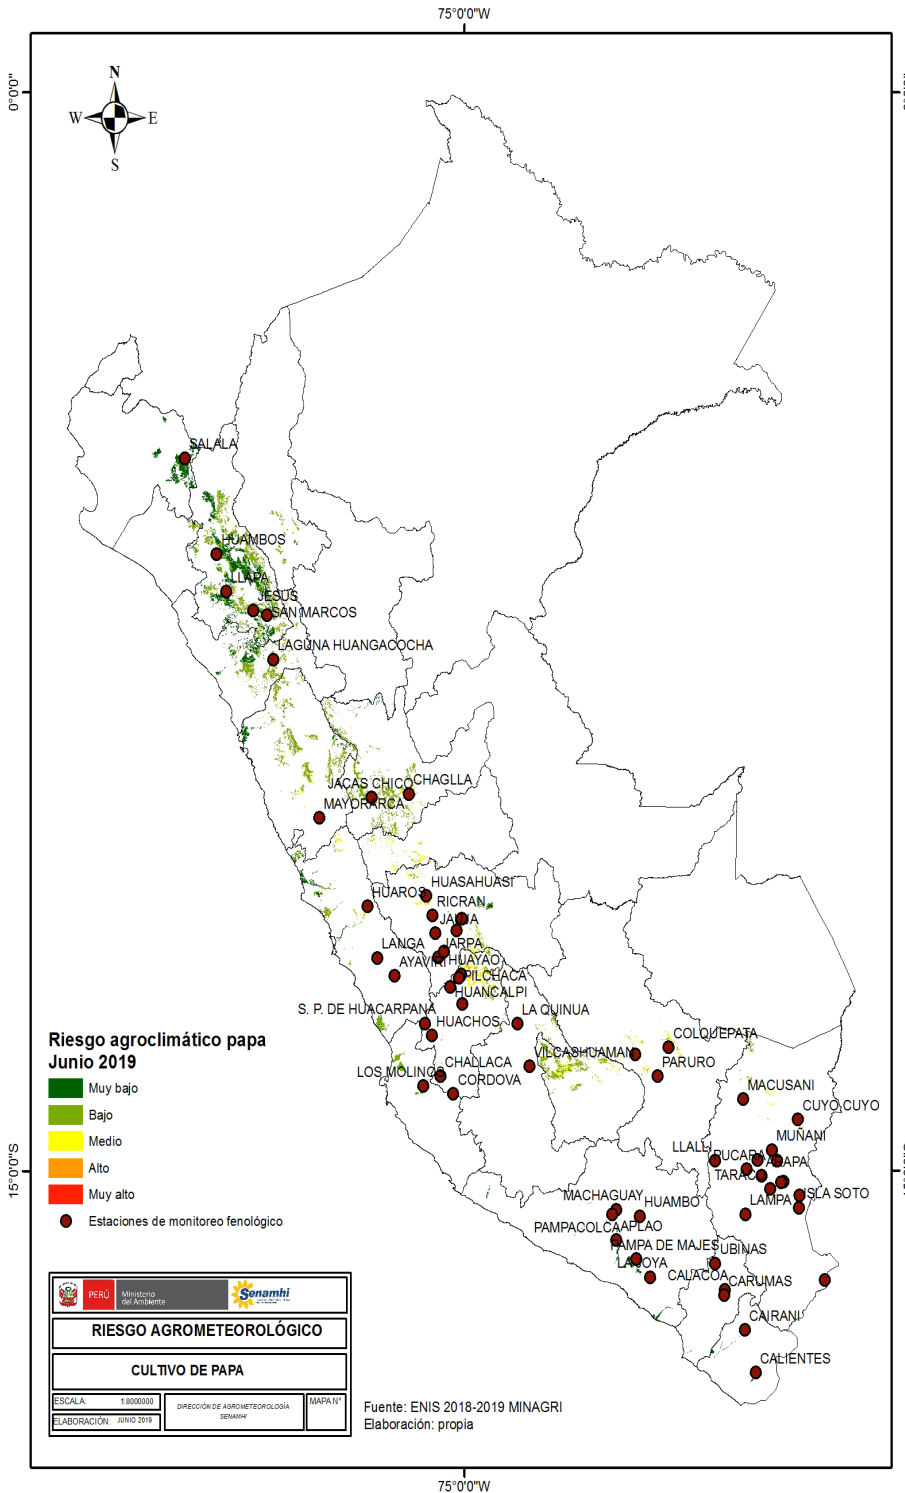 75°0'0"W
0°0'0"
N
W
E
S
SALALA
HUAMBOS
LLAPA
JESUS
SAN MARCOS
LAGUNA HUANGACOCHA
JACAS CHICO
CHAGLLA
MAYORARCA
HUASAHUASI
HUAROS
RICRAN
JAUJA
LANGA
JARPA
AYAVIRI
HUAYAO
PILCHACA
HUANCALPI
S. P. DE HUACARPANA
LA QUINUA
HUACHOS
COLQUEPATA
VILCASHUAMAN
PARURO
CHALLACA
LOS MOLINOS
CORDOVA
MACUSANI
CUYO CUYO
MUÑANI
LLALLI
PUCARA
ARAPA
TARACO
15°0'0"S
LAMPA
ISLA SOTO
MACHAGUAY
HUAMBO
PAMPACOLCA
APLAO
PAMPA DE MAJES
UBINAS
LA JOYA
CALACOA
CARUMAS
CAIRANI
CALIENTES
Riesgo agroclimático papa
Junio 2019
Muy bajo
Bajo
Medio
Alto
Muy alto
Estaciones de monitoreo fenológico
PERÚ
Ministerio
del Ambiente
Senamhi
RIESGO AGROMETEOROLÓGICO
CULTIVO DE PAPA
ESCALA: 1:8000000
ELABORACIÓN: JUNIO 2019
DIRECCIÓN DE AGROMETEOROLOGÍA
SENAMHI
MAPA N°
Fuente: ENIS 2018-2019 MINAGRI
Elaboración: propia
75°0'0"W